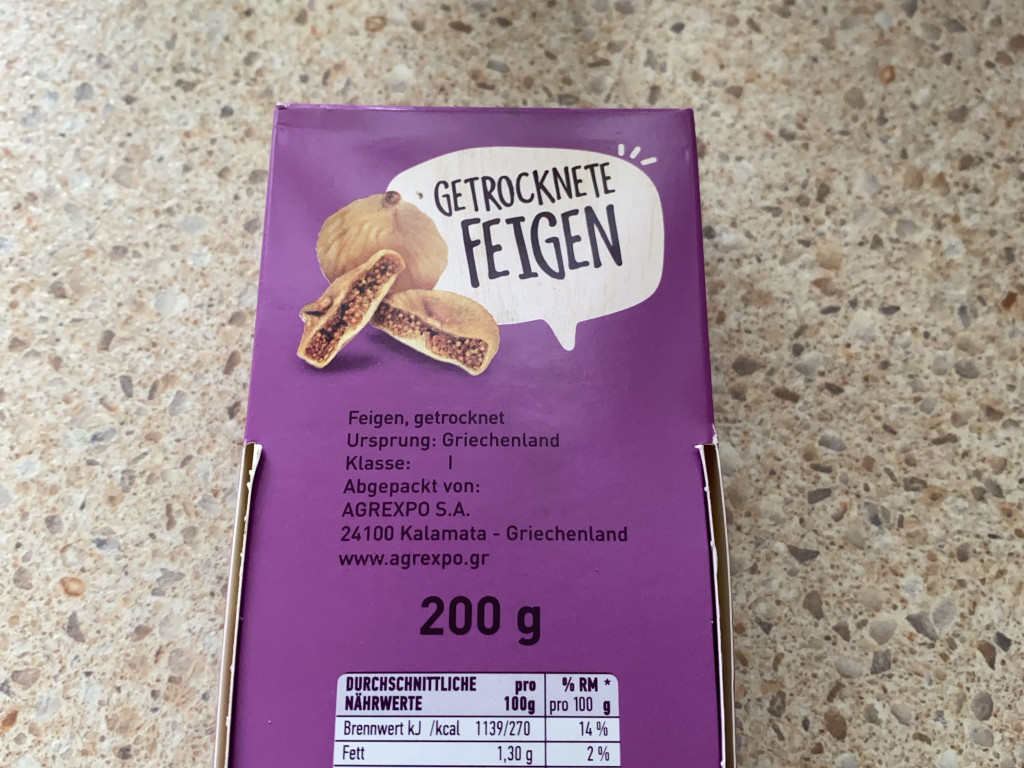 GETROCKNETE
FEIGEN
Feigen, getrocknet
Ursprung: Griechenland
Klasse: I
Abgepackt von:
AGREXPO S.A.
24100 Kalamata - Griechenland
www.agrexpo.gr
200 g
DURCHSCHNITTLICHE pro % RM *
NÄHRWERTE 100g pro 100 g
Brennwert kJ /kcal 1139/270 14 %
Fett 1,30 g 2 %